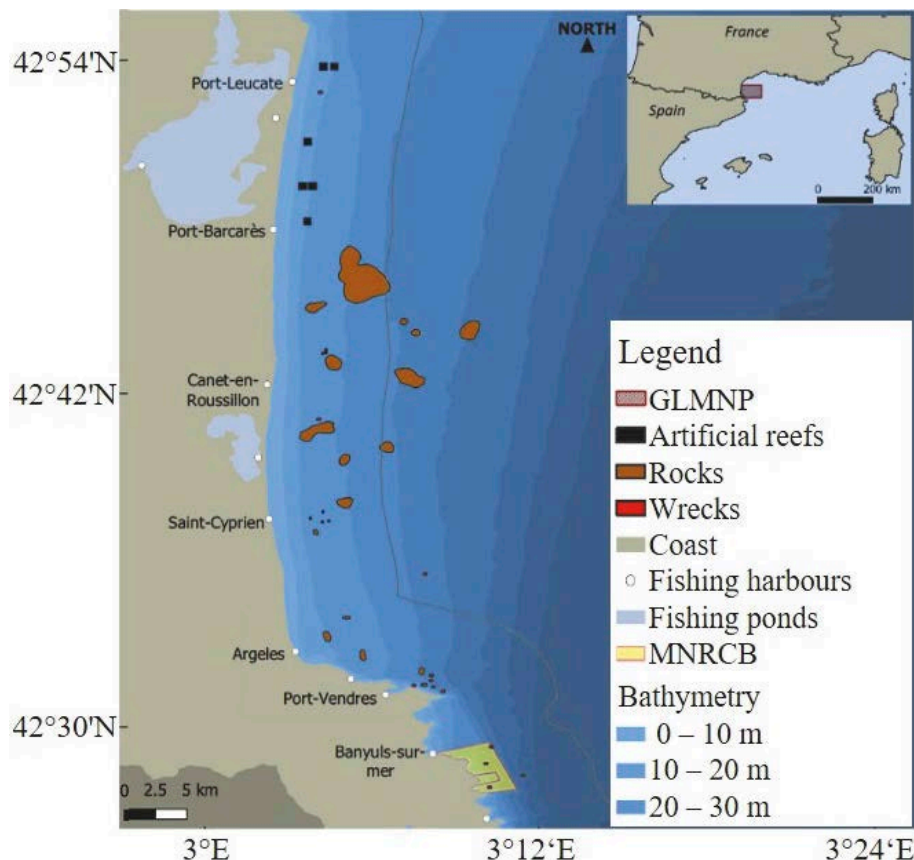 42°54'N
NORTH
France
Port-Leucate
Spain
0 200 km
Port-Barcarès
Legend
GLMNP
Canet-en-
Roussillon
42°42'N
Artificial reefs
Rocks
Wrecks
Saint-Cyprien
Coast
Fishing harbours
Fishing ponds
Argeles
MNRCB
Port-Vendres
Bathymetry
42°30'N
0 – 10 m
Banyuls-sur-
mer
10 – 20 m
0 2.5 5 km
20 – 30 m
3°E
3°12‘E
3°24‘E